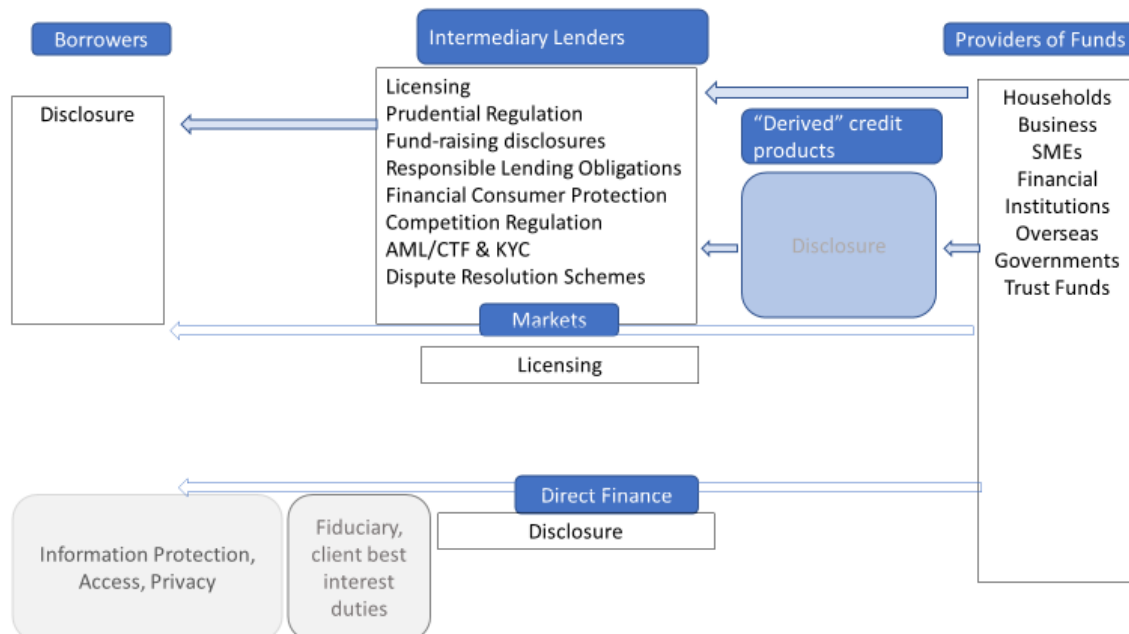 Borrowers
Intermediary Lenders
Providers of Funds
Disclosure
Licensing
Prudential Regulation
Fund-raising disclosures
Responsible Lending Obligations
Financial Consumer Protection
Competition Regulation
AML/CTF & KYC
Dispute Resolution Schemes
“Derived” credit
products
Disclosure
Households
Business
SMEs
Financial
Institutions
Overseas
Governments
Trust Funds
Markets
Licensing
Direct Finance
Disclosure
Information Protection,
Access, Privacy
Fiduciary,
client best
interest
duties